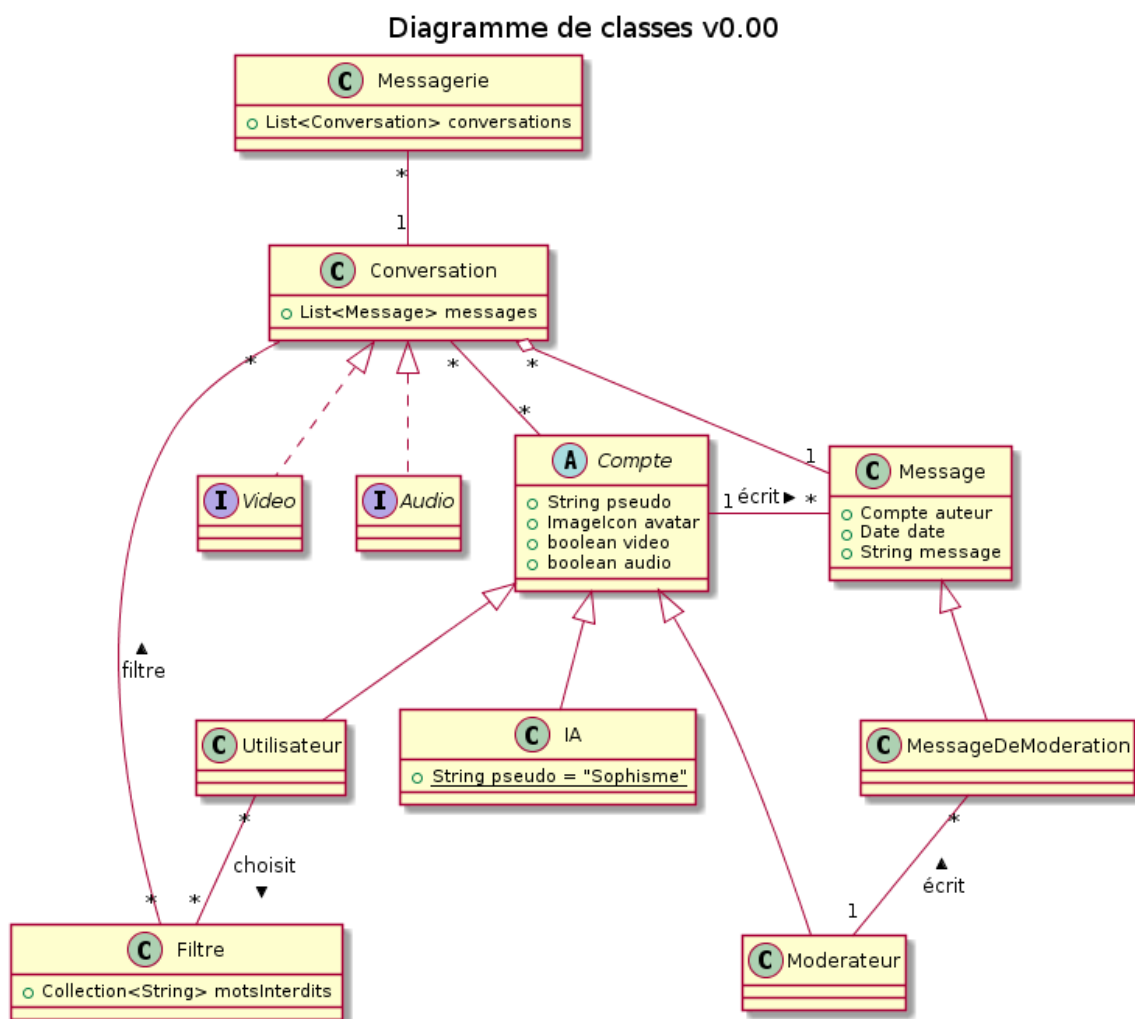 Diagramme de classes v0.00
C Messagerie
List<Conversation> conversations
*
1
C Conversation
List<Message> messages
* * *
*
1
I Video
I Audio
A Compte
String pseudo
ImageIcon avatar
boolean video
boolean audio
1 écrit ► *
C Message
Compte auteur
Date date
String message
▲
filtre
C Utilisateur
C IA
String pseudo = "Sophisme"
C MessageDeModeration
*
choisit
▼
* *
*
▲
écrit
1
C Filtre
Collection<String> motsInterdits
C Moderateur